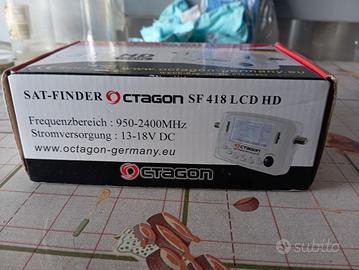 SAT-FINDER OCTAGON SF 418 LCD HD
Frequenzbereich : 950-2400MHz
Stromversorgung : 13-18V DC
www.octagon-germany.eu
OCTAGON
OCTAGON
subito